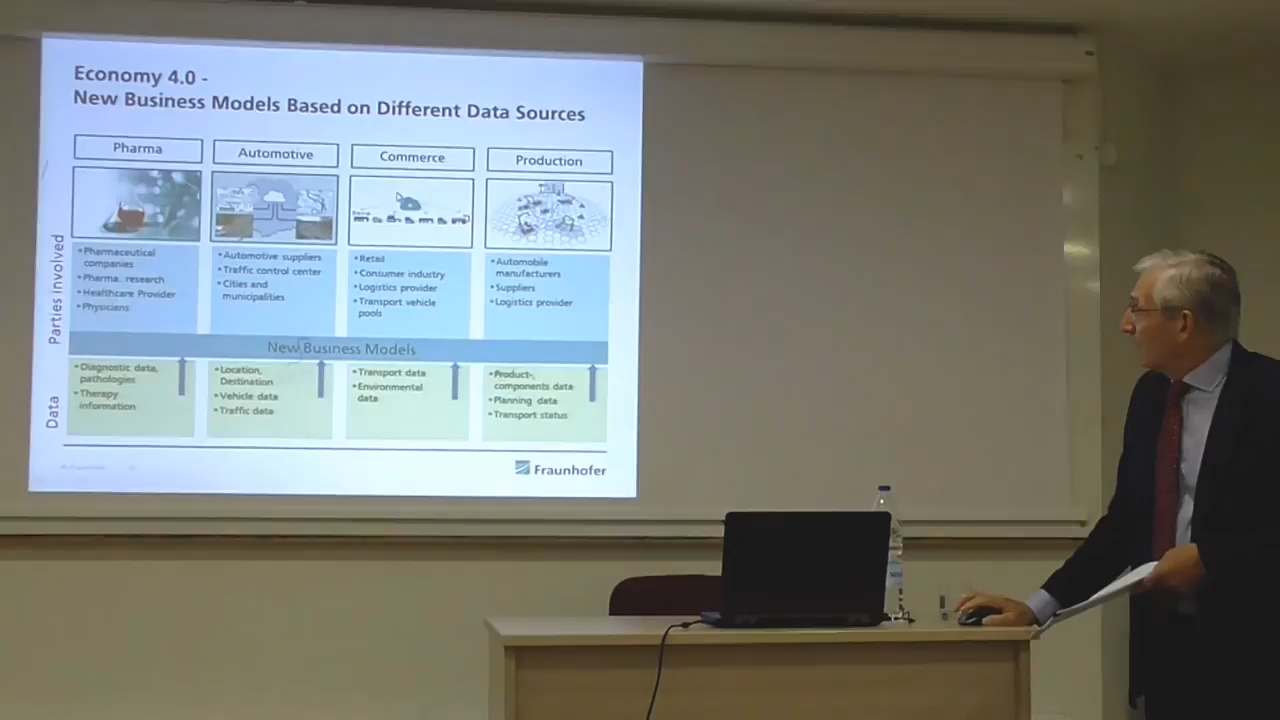 Economy 4.0 -
New Business Models Based on Different Data Sources
Pharma
Automotive
Commerce
Production
Parties involved
•Pharmaceutical
companies
•Pharma. research
•Healthcare Provider
•Physicians
•Automotive suppliers
•Traffic control center
•Cities and
municipalities
•Retail
•Consumer industry
•Logistics provider
•Transport vehicle
pools
•Automobile
manufacturers
•Suppliers
•Logistics provider
New Business Models
Data
•Diagnostic data,
pathologies
•Therapy
information
•Location,
Destination
•Vehicle data
•Traffic data
•Transport data
•Environmental
data
•Product-,
components data
•Planning data
•Transport status
© Fraunhofer
Fraunhofer